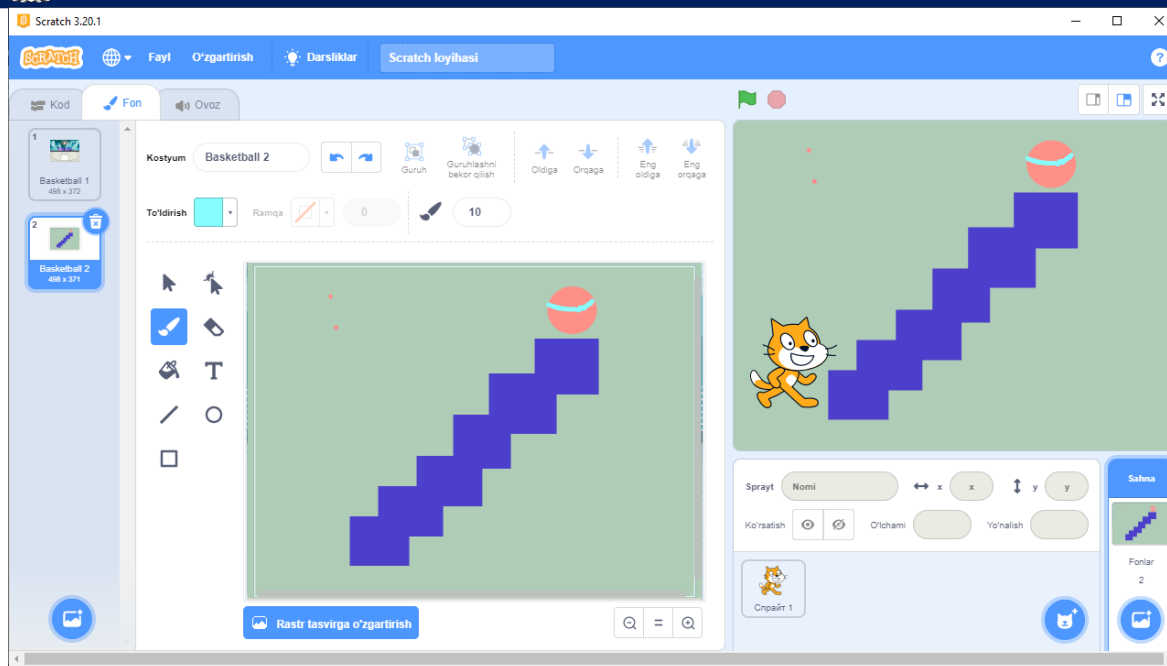 Scratch 3.20.1
SCRATCH Fayl O'zgartirish Darsliklar Scratch loyihasi ?
Kod Fon Ovoz
1
Basketball 1
498 x 372
2
Basketball 2
498 x 371
Kostyum Basketball 2 Guruh Guruhlashni bekor qilish Oldiga Orqaga Eng oldiga Eng orqaga
To'ldirish Ramqa 0 10
T
Rastr tasvirga o'zgartirish
Sprayt Nomi x x y y
Ko'rsatish O'lchami Yo'nalish
Спрайт 1
Sahna
Fonlar
2